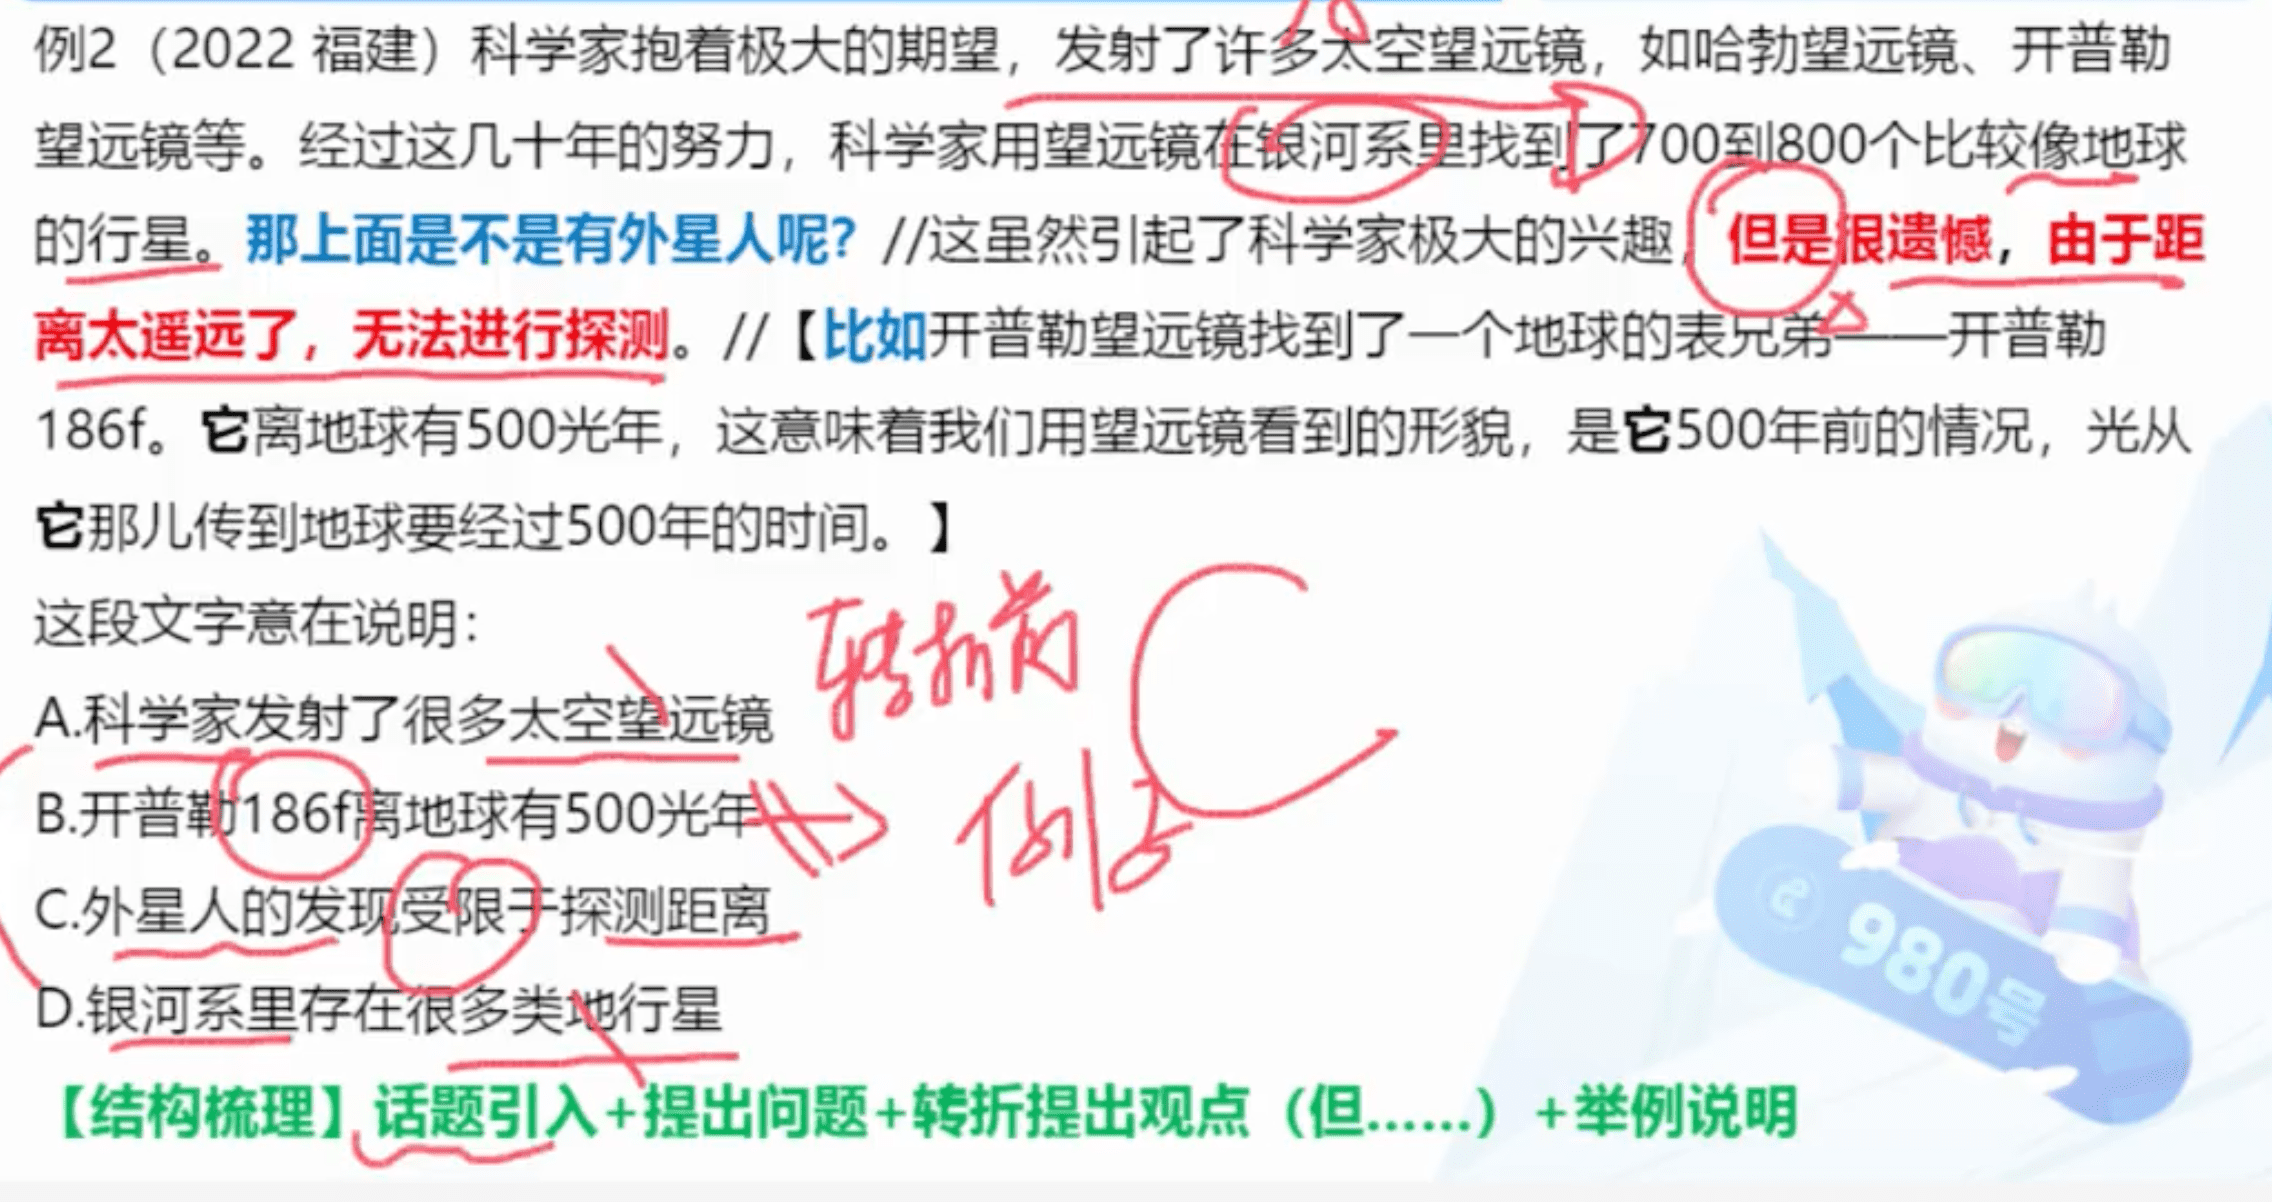 例2（2022 福建）科学家抱着极大的期望，发射了许多太空望远镜，如哈勃望远镜、开普勒
望远镜等。经过这几十年的努力，科学家用望远镜在银河系里找到了700到800个比较像地球
的行星。那上面是不是有外星人呢？//这虽然引起了科学家极大的兴趣，但是很遗憾，由于距
离太遥远了，无法进行探测。//【比如开普勒望远镜找到了一个地球的表兄弟——开普勒
186f。它离地球有500光年，这意味着我们用望远镜看到的形貌，是它500年前的情况，光从
它那儿传到地球要经过500年的时间。】
这段文字意在说明：
转折前
A.科学家发射了很多太空望远镜
B.开普勒186f离地球有500光年
例子
C.外星人的发现受限于探测距离
D.银河系里存在很多类地行星
980号
【结构梳理】话题引入+提出问题+转折提出观点（但……）+举例说明